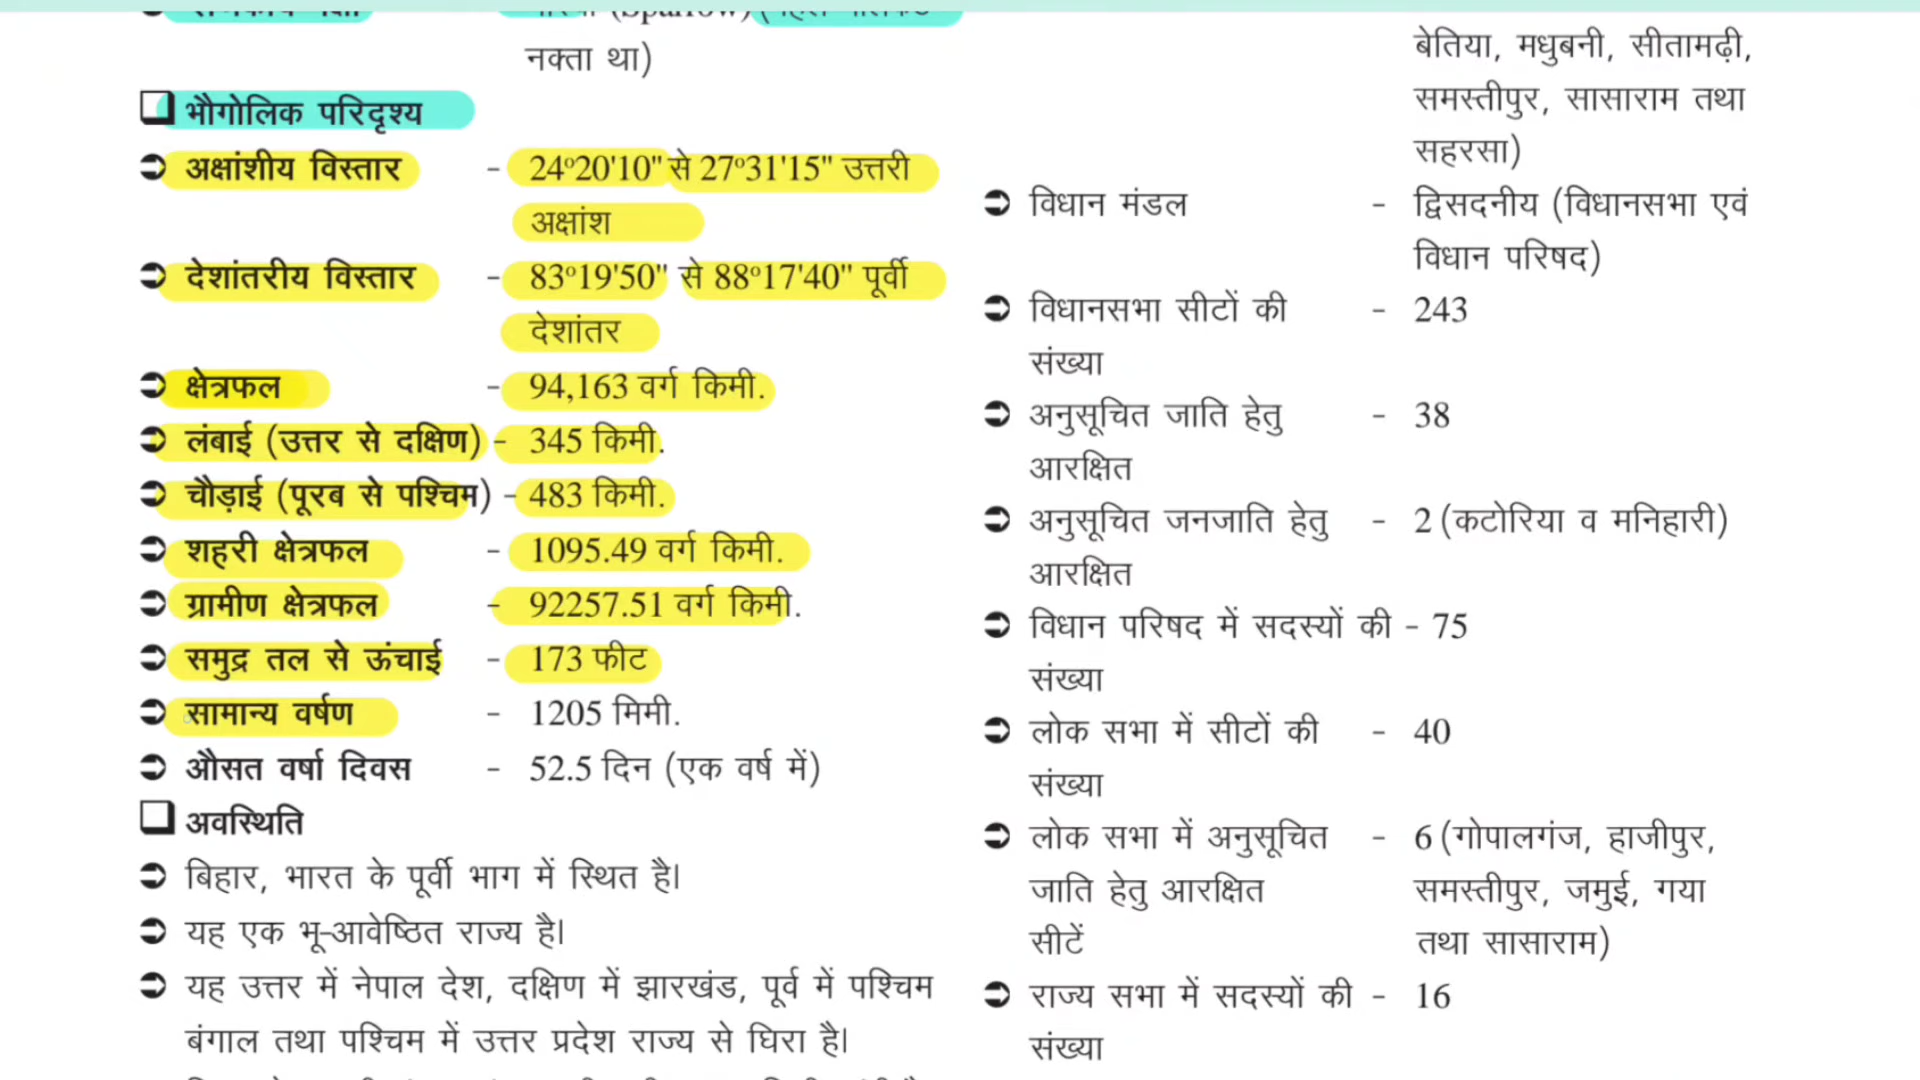 नक्ता था)
❑ भौगोलिक परिदृश्य
➲ अक्षांशीय विस्तार - 24°20'10" से 27°31'15" उत्तरी
अक्षांश
➲ देशांतरीय विस्तार - 83°19'50" से 88°17'40" पूर्वी
देशांतर
➲ क्षेत्रफल - 94,163 वर्ग किमी.
➲ लंबाई (उत्तर से दक्षिण) - 345 किमी.
➲ चौड़ाई (पूरब से पश्चिम) - 483 किमी.
➲ शहरी क्षेत्रफल - 1095.49 वर्ग किमी.
➲ ग्रामीण क्षेत्रफल - 92257.51 वर्ग किमी.
➲ समुद्र तल से ऊंचाई - 173 फीट
➲ सामान्य वर्षण - 1205 मिमी.
➲ औसत वर्षा दिवस - 52.5 दिन (एक वर्ष में)
❑ अवस्थिति
➲ बिहार, भारत के पूर्वी भाग में स्थित है।
➲ यह एक भू-आवेष्ठित राज्य है।
➲ यह उत्तर में नेपाल देश, दक्षिण में झारखंड, पूर्व में पश्चिम
बंगाल तथा पश्चिम में उत्तर प्रदेश राज्य से घिरा है।
बेतिया, मधुबनी, सीतामढ़ी,
समस्तीपुर, सासाराम तथा
सहरसा)
➲ विधान मंडल - द्विसदनीय (विधानसभा एवं
विधान परिषद)
➲ विधानसभा सीटों की - 243
संख्या
➲ अनुसूचित जाति हेतु - 38
आरक्षित
➲ अनुसूचित जनजाति हेतु - 2 (कटोरिया व मनिहारी)
आरक्षित
➲ विधान परिषद में सदस्यों की - 75
संख्या
➲ लोक सभा में सीटों की - 40
संख्या
➲ लोक सभा में अनुसूचित - 6 (गोपालगंज, हाजीपुर,
जाति हेतु आरक्षित समस्तीपुर, जमुई, गया
सीटें तथा सासाराम)
➲ राज्य सभा में सदस्यों की - 16
संख्या